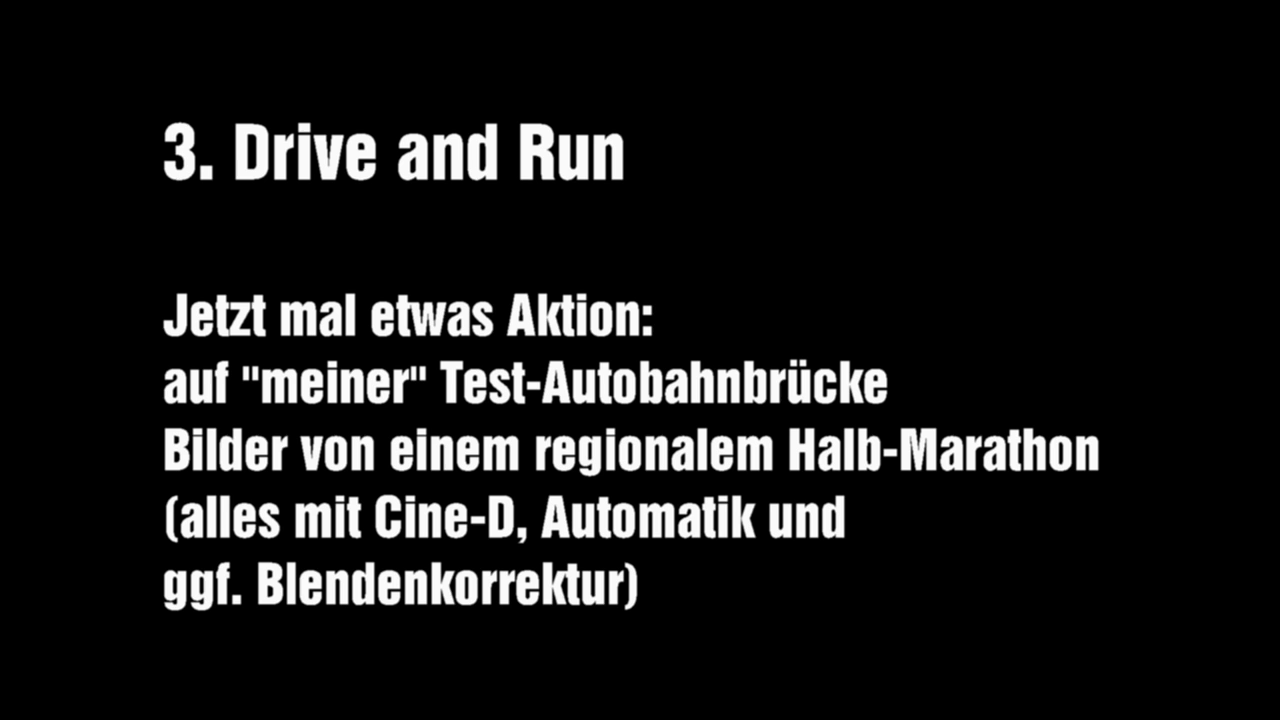 3. Drive and Run
Jetzt mal etwas Aktion:
auf "meiner" Test-Autobahnbrücke
Bilder von einem regionalem Halb-Marathon
(alles mit Cine-D, Automatik und
ggf. Blendenkorrektur)